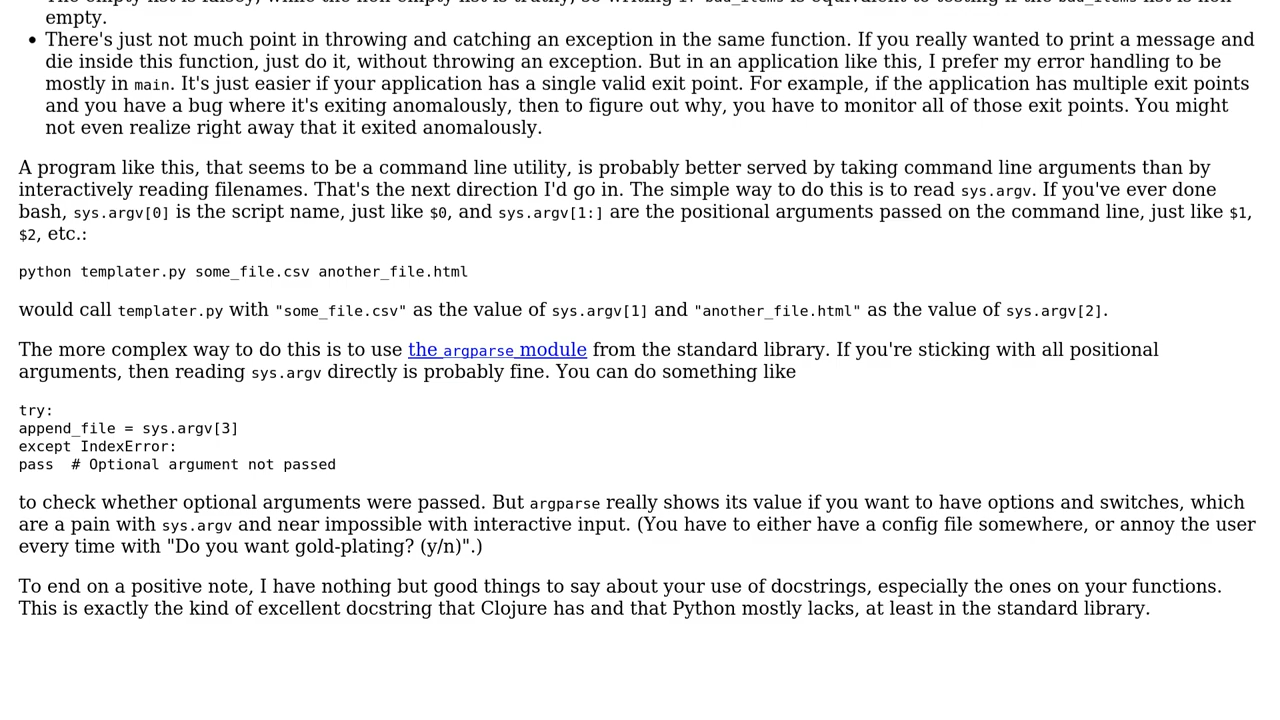 empty.
There's just not much point in throwing and catching an exception in the same function. If you really wanted to print a message and
die inside this function, just do it, without throwing an exception. But in an application like this, I prefer my error handling to be
mostly in main. It's just easier if your application has a single valid exit point. For example, if the application has multiple exit points
and you have a bug where it's exiting anomalously, then to figure out why, you have to monitor all of those exit points. You might
not even realize right away that it exited anomalously.
A program like this, that seems to be a command line utility, is probably better served by taking command line arguments than by
interactively reading filenames. That's the next direction I'd go in. The simple way to do this is to read sys.argv. If you've ever done
bash, sys.argv[0] is the script name, just like $0, and sys.argv[1:] are the positional arguments passed on the command line, just like $1,
$2, etc.:
python templater.py some_file.csv another_file.html
would call templater.py with "some_file.csv" as the value of sys.argv[1] and "another_file.html" as the value of sys.argv[2].
The more complex way to do this is to use the argparse module from the standard library. If you're sticking with all positional
arguments, then reading sys.argv directly is probably fine. You can do something like
try:
append_file = sys.argv[3]
except IndexError:
pass  # Optional argument not passed
to check whether optional arguments were passed. But argparse really shows its value if you want to have options and switches, which
are a pain with sys.argv and near impossible with interactive input. (You have to either have a config file somewhere, or annoy the user
every time with "Do you want gold-plating? (y/n)".)
To end on a positive note, I have nothing but good things to say about your use of docstrings, especially the ones on your functions.
This is exactly the kind of excellent docstring that Clojure has and that Python mostly lacks, at least in the standard library.